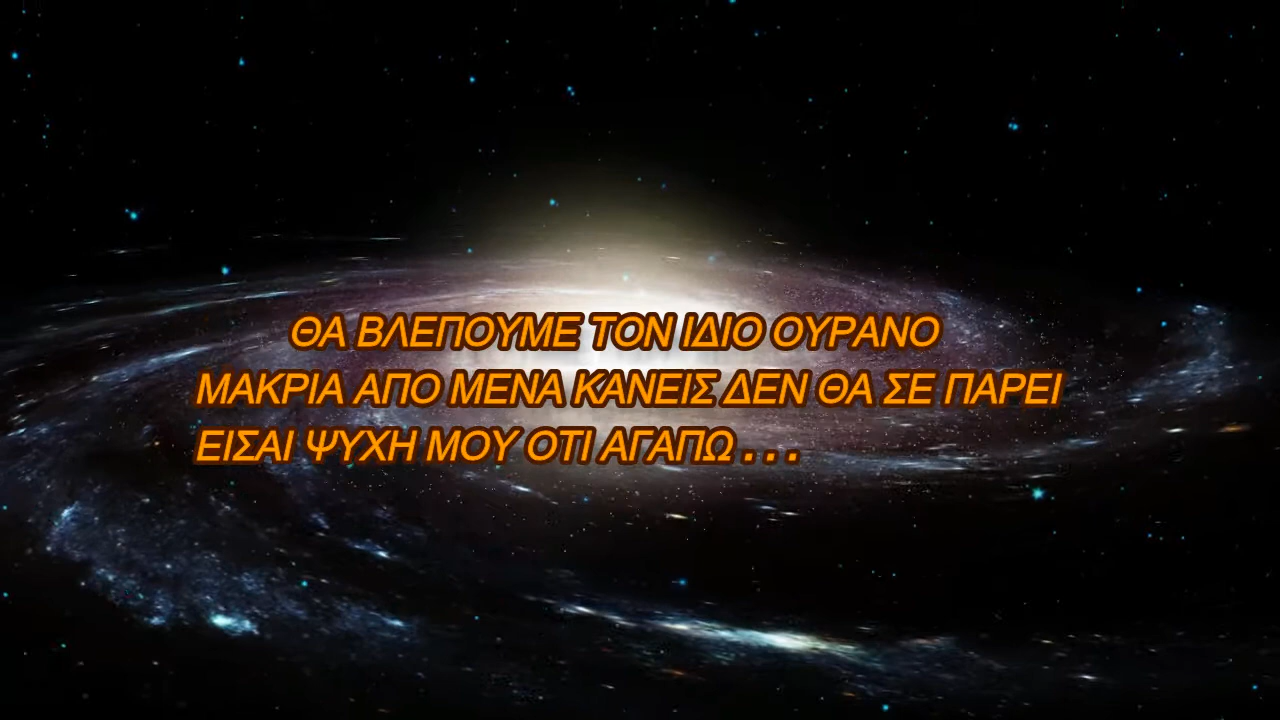 ΘΑ ΒΛΕΠΟΥΜΕ ΤΟΝ ΙΔΙΟ ΟΥΡΑΝΟ
ΜΑΚΡΙΑ ΑΠΟ ΜΕΝΑ ΚΑΝΕΙΣ ΔΕΝ ΘΑ ΣΕ ΠΑΡΕΙ
ΕΙΣΑΙ ΨΥΧΗ ΜΟΥ ΟΤΙ ΑΓΑΠΩ . . .